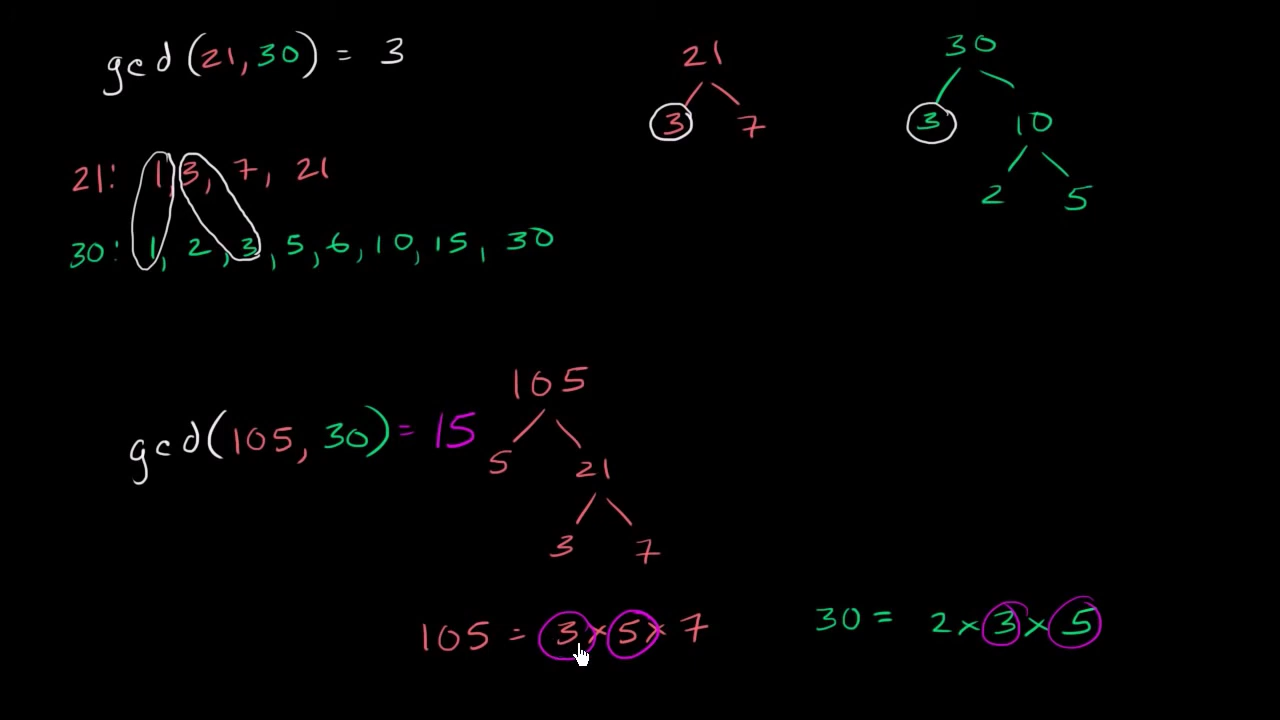 gcd(21,30) = 3
21
3 7
30
3 10
2 5
21: 1, 3, 7, 21
30: 1, 2, 3, 5, 6, 10, 15, 30
gcd(105, 30) = 15
105
5 21
3 7
105 = 3 × 5 × 7
30 = 2 × 3 × 5